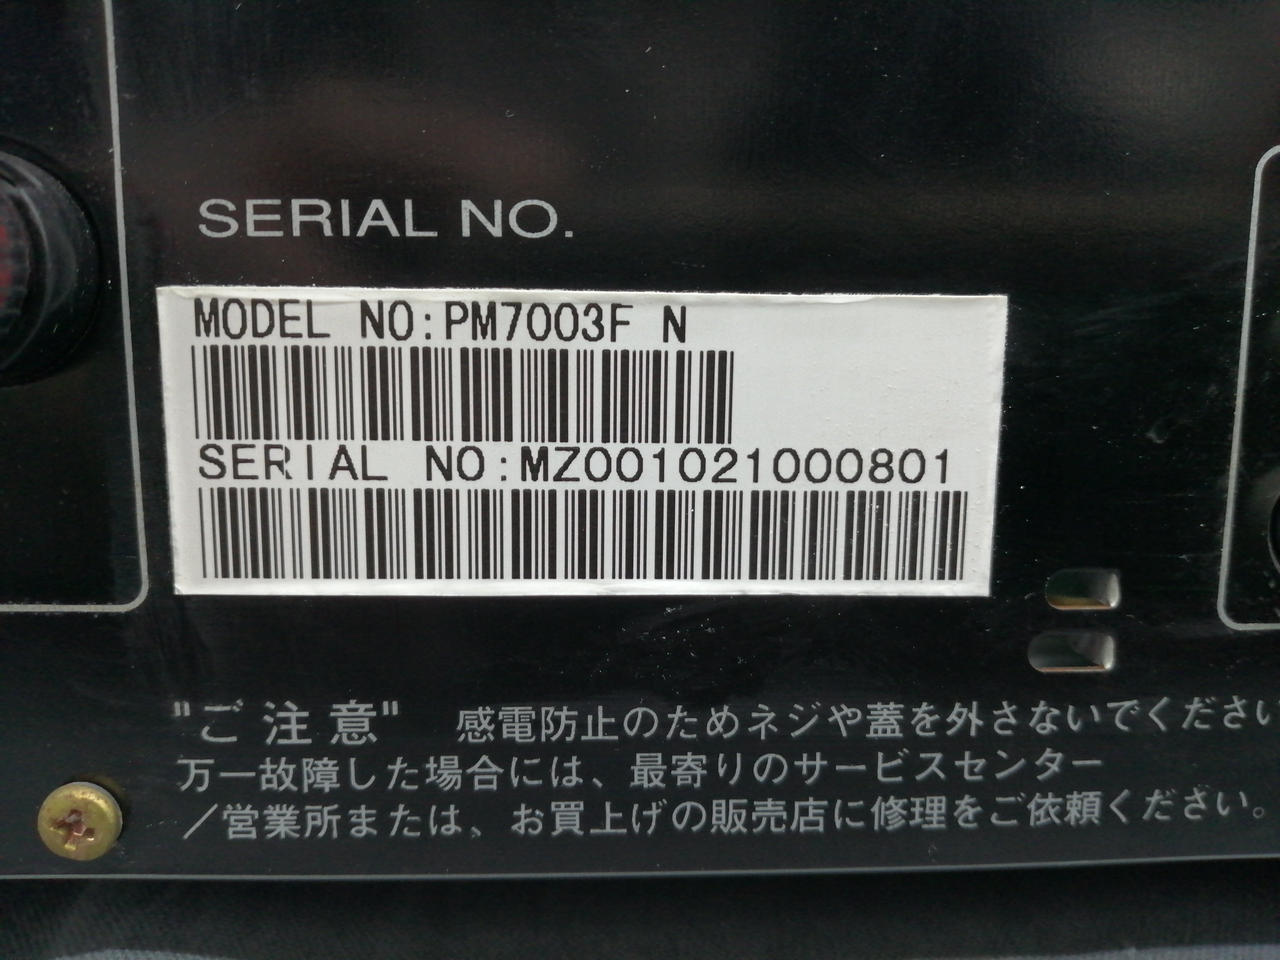 SERIAL NO.
MODEL NO:PM7003F N
SERIAL NO:MZ001021000801
"ご注意" 感電防止のためネジや蓋を外さないでください
万一故障した場合には、最寄りのサービスセンター
／営業所または、お買上げの販売店に修理をご依頼ください。